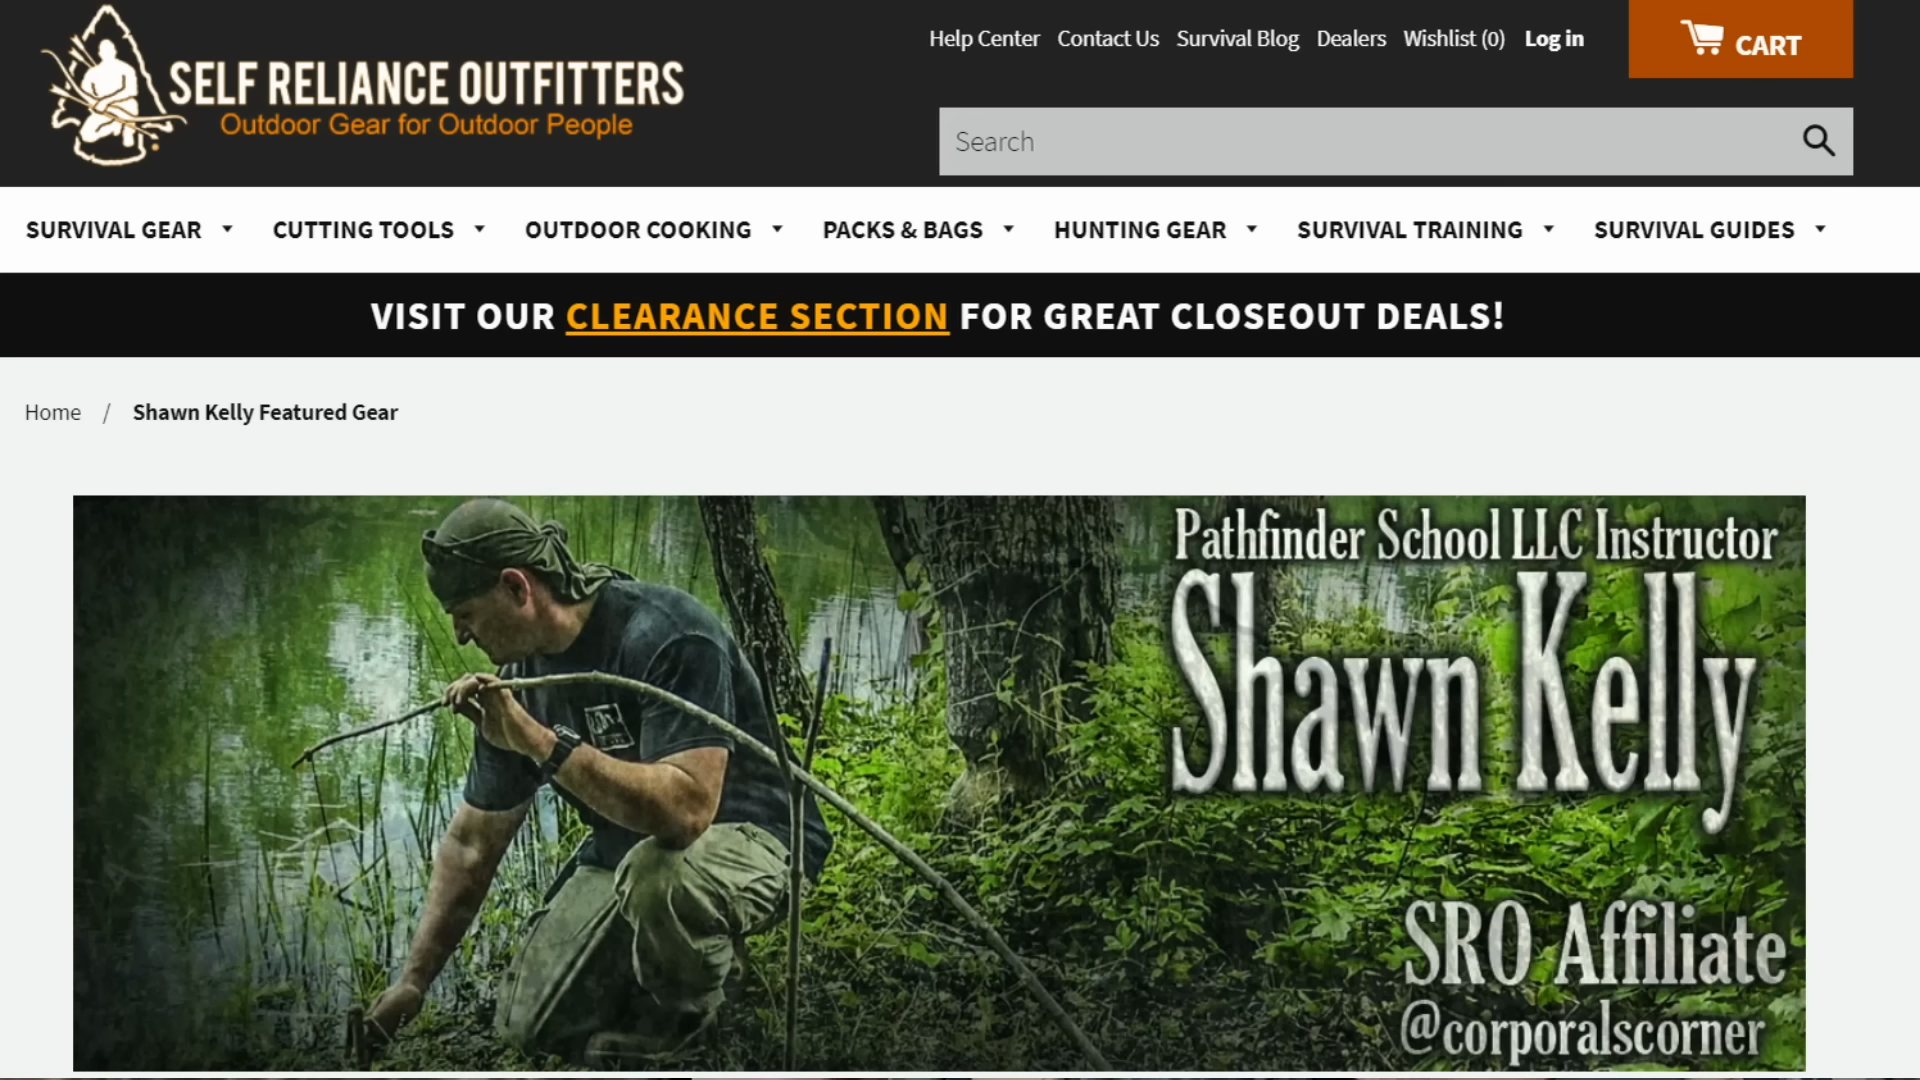 Help Center Contact Us Survival Blog Dealers Wishlist (0) Log in
CART
SELF RELIANCE OUTFITTERS
Outdoor Gear for Outdoor People
Search
SURVIVAL GEAR CUTTING TOOLS OUTDOOR COOKING PACKS & BAGS HUNTING GEAR SURVIVAL TRAINING SURVIVAL GUIDES
VISIT OUR CLEARANCE SECTION FOR GREAT CLOSEOUT DEALS!
Home / Shawn Kelly Featured Gear
Pathfinder School LLC Instructor
Shawn Kelly
SRO Affiliate
@corporalscorner